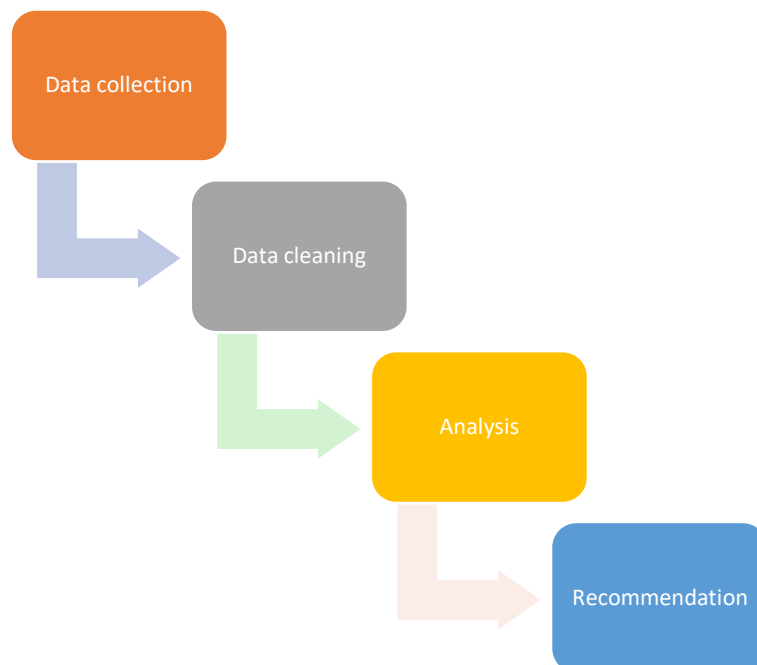 Data collection
Data cleaning
Analysis
Recommendation